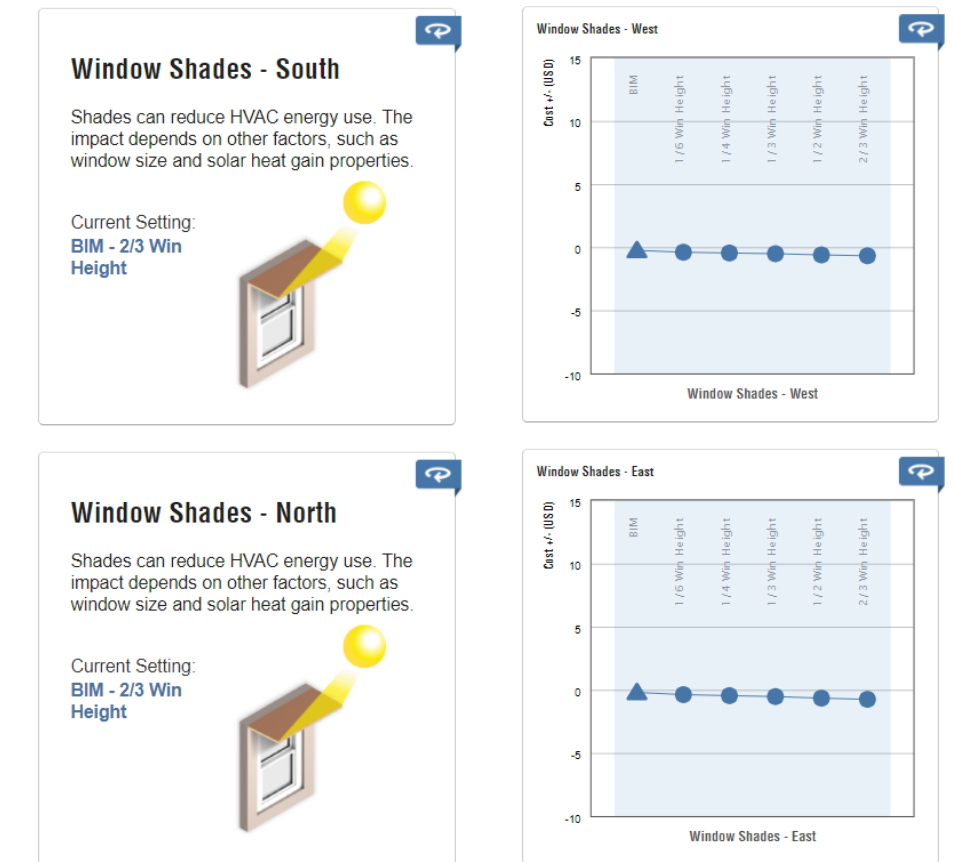 Window Shades - South
Shades can reduce HVAC energy use. The
impact depends on other factors, such as
window size and solar heat gain properties.
Current Setting:
BIM - 2/3 Win
Height
Window Shades - West
Cost +/- (USD)
15
10
5
0
-5
-10
BIM
1/6 Win Height
1/4 Win Height
1/3 Win Height
1/2 Win Height
2/3 Win Height
Window Shades - West
Window Shades - North
Shades can reduce HVAC energy use. The
impact depends on other factors, such as
window size and solar heat gain properties.
Current Setting:
BIM - 2/3 Win
Height
Window Shades - East
Cost +/- (USD)
15
10
5
0
-5
-10
BIM
1/6 Win Height
1/4 Win Height
1/3 Win Height
1/2 Win Height
2/3 Win Height
Window Shades - East